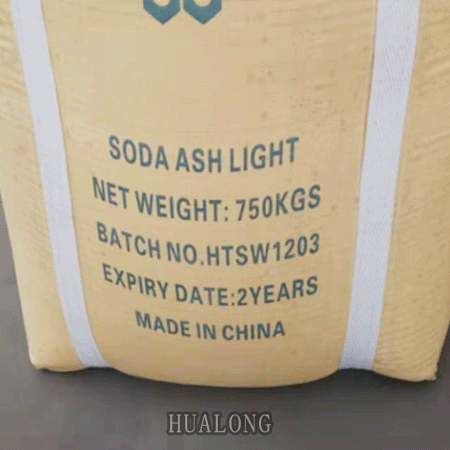 SODA ASH LIGHT
NET WEIGHT: 750KGS
BATCH NO.HTSW1203
EXPIRY DATE:2YEARS
MADE IN CHINA
HUALONG